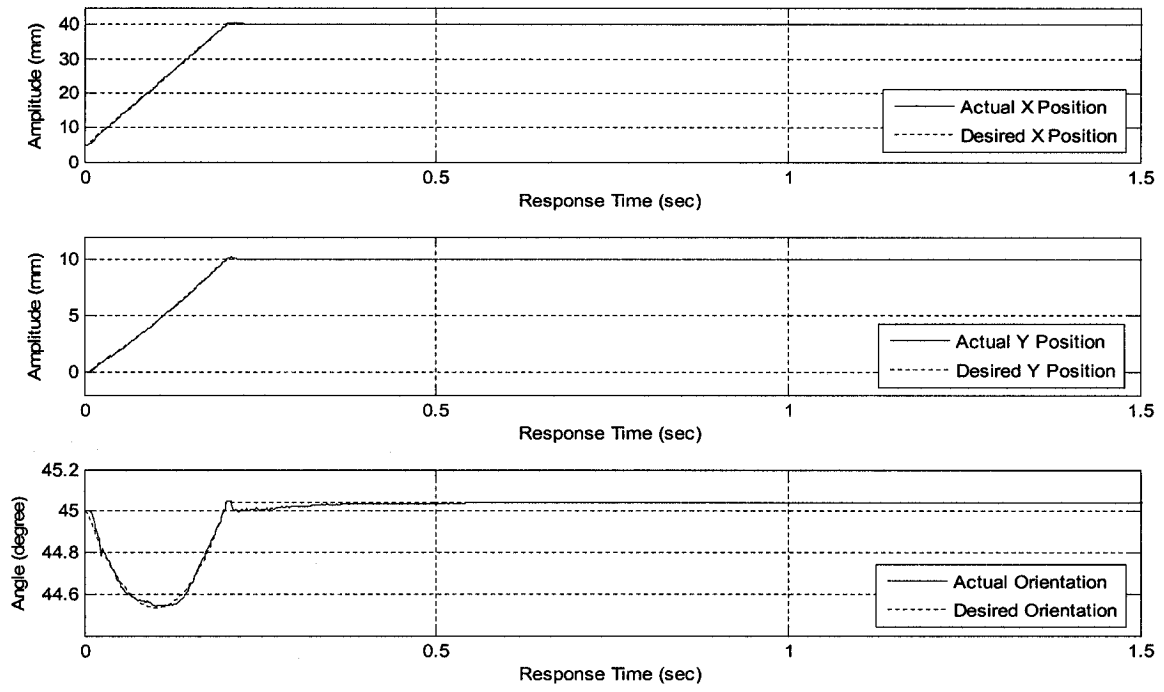 Amplitude (mm)
40
30
20
10
0
Actual X Position
Desired X Position
0
0.5
1
1.5
Response Time (sec)
Amplitude (mm)
10
5
0
Actual Y Position
Desired Y Position
0
0.5
1
1.5
Response Time (sec)
Angle (degree)
45.2
45
44.8
44.6
Actual Orientation
Desired Orientation
0
0.5
1
1.5
Response Time (sec)